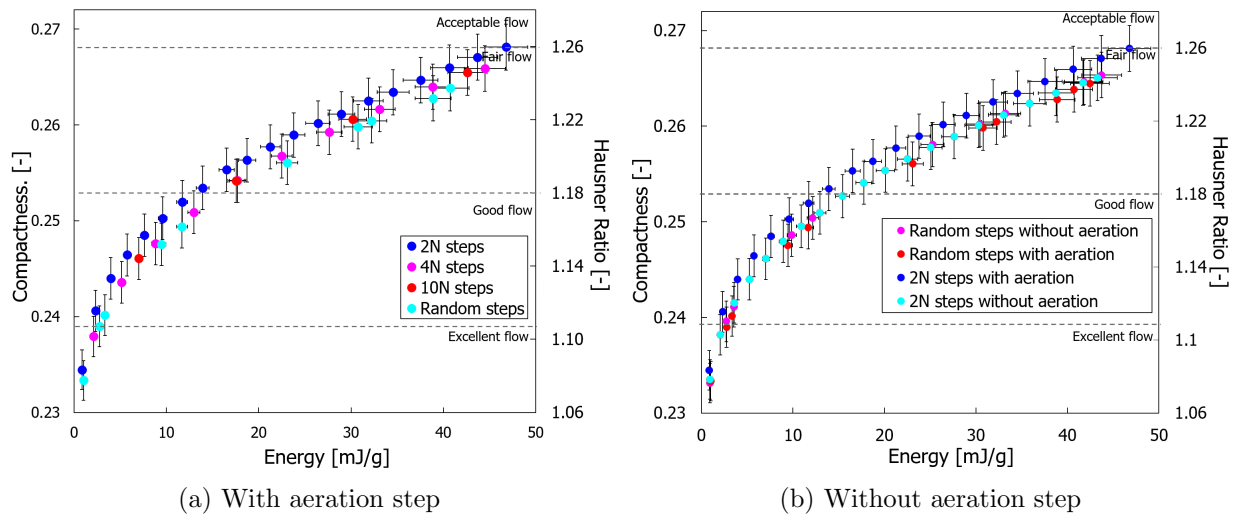 Acceptable flow
0.27
1.26
Fair flow
0.26
1.22
1.18
Good flow
0.25
2N steps
4N steps
10N steps
Random steps
1.14
0.24
Excellent flow
1.10
0.23
1.06
0 10 20 30 40 50
Energy [mJ/g]
Compactness. [-]
Hausner Ratio [-]
(a) With aeration step
Acceptable flow
0.27
1.26
Fair flow
0.26
1.22
1.18
Good flow
0.25
Random steps without aeration
Random steps with aeration
2N steps with aeration
2N steps without aeration
1.14
0.24
Excellent flow
1.1
0.23
1.06
0 10 20 30 40 50
Energy [mJ/g]
Compactness [-]
Hausner Ratio [-]
(b) Without aeration step